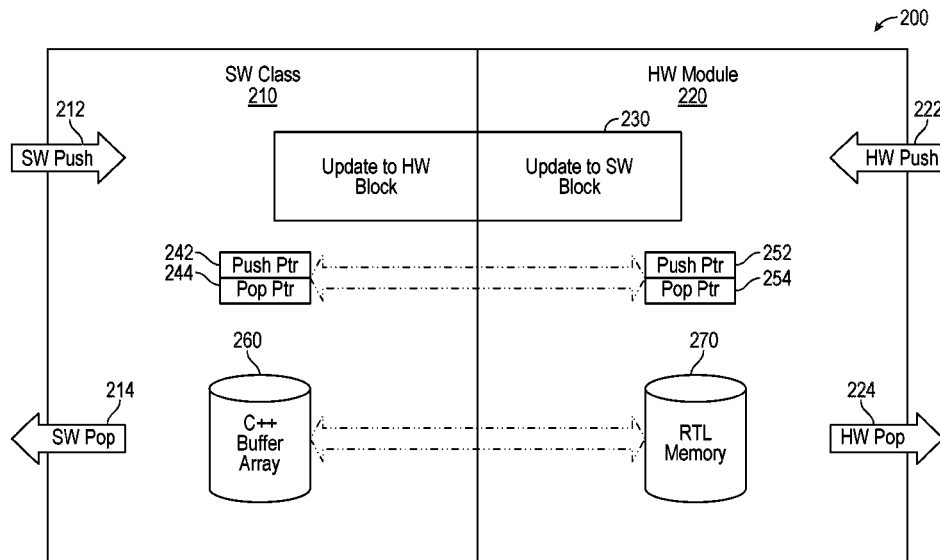 200
SW Class
210
HW Module
220
212
SW Push
230
222
HW Push
Update to HW
Block
Update to SW
Block
242
Push Ptr
244
Pop Ptr
Push Ptr
252
Pop Ptr
254
260
C++
Buffer
Array
270
RTL
Memory
214
SW Pop
224
HW Pop